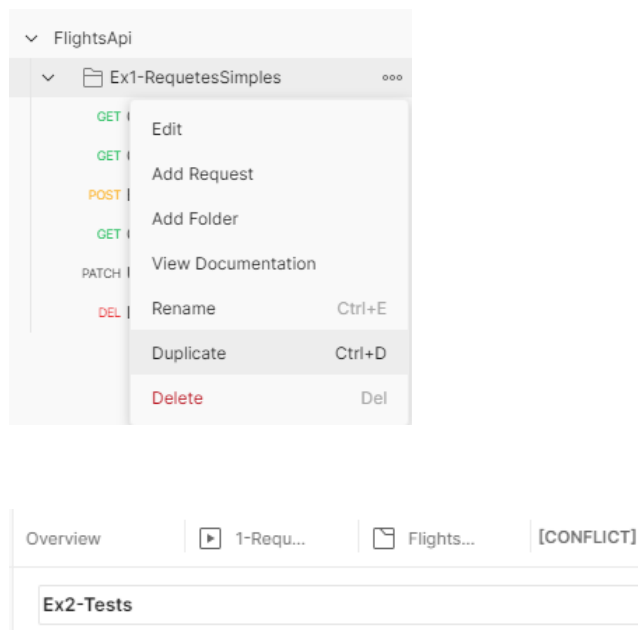 FlightsApi
Ex1-RequetesSimples
GET
Edit
GET
Add Request
POST
Add Folder
GET
View Documentation
PATCH
Rename Ctrl+E
DEL
Duplicate Ctrl+D
Delete Del
Overview 1-Requ... Flights... [CONFLICT]
Ex2-Tests